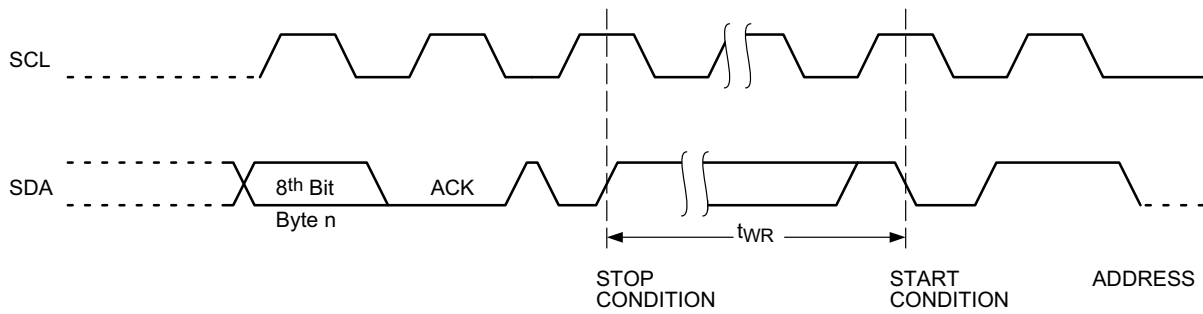 SCL
SDA
8th Bit
ACK
Byte n
tWR
STOP
CONDITION
START
CONDITION
ADDRESS